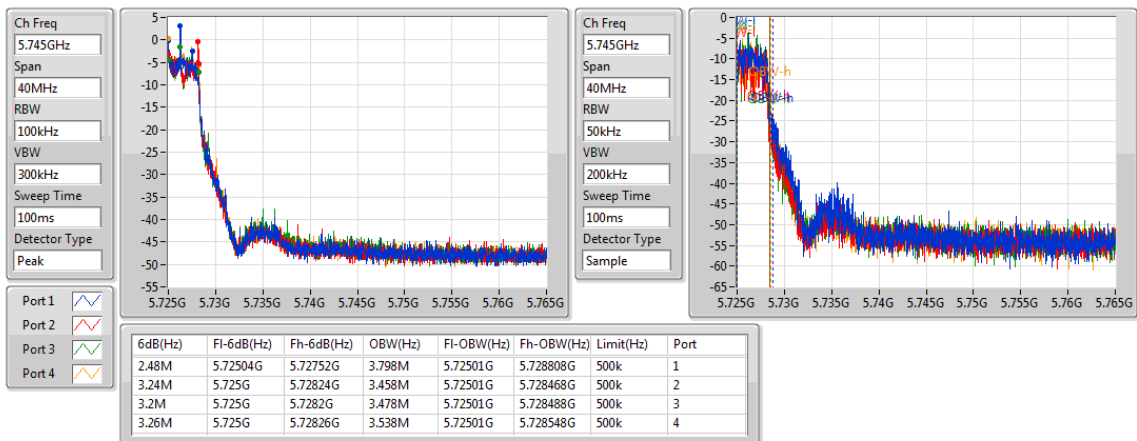 Ch Freq
5.745GHz
Span
40MHz
RBW
100kHz
VBW
300kHz
Sweep Time
100ms
Detector Type
Peak
5
0
-5
-10
-15
-20
-25
-30
-35
-40
-45
-50
-55
5.725G 5.73G 5.735G 5.74G 5.745G 5.75G 5.755G 5.76G 5.765G
Ch Freq
5.745GHz
Span
40MHz
RBW
50kHz
VBW
200kHz
Sweep Time
100ms
Detector Type
Sample
0
-5
-10
-15
-20
-25
-30
-35
-40
-45
-50
-55
-60
-65
5.725G 5.73G 5.735G 5.74G 5.745G 5.75G 5.755G 5.76G 5.765G
Port 1
Port 2
Port 3
Port 4
6dB(Hz) Fl-6dB(Hz) Fh-6dB(Hz) OBW(Hz) Fl-OBW(Hz) Fh-OBW(Hz) Limit(Hz) Port
2.48M 5.72504G 5.72752G 3.798M 5.72501G 5.728808G 500k 1
3.24M 5.725G 5.72824G 3.458M 5.72501G 5.728468G 500k 2
3.2M 5.725G 5.7282G 3.478M 5.72501G 5.728488G 500k 3
3.26M 5.725G 5.72826G 3.538M 5.72501G 5.728548G 500k 4